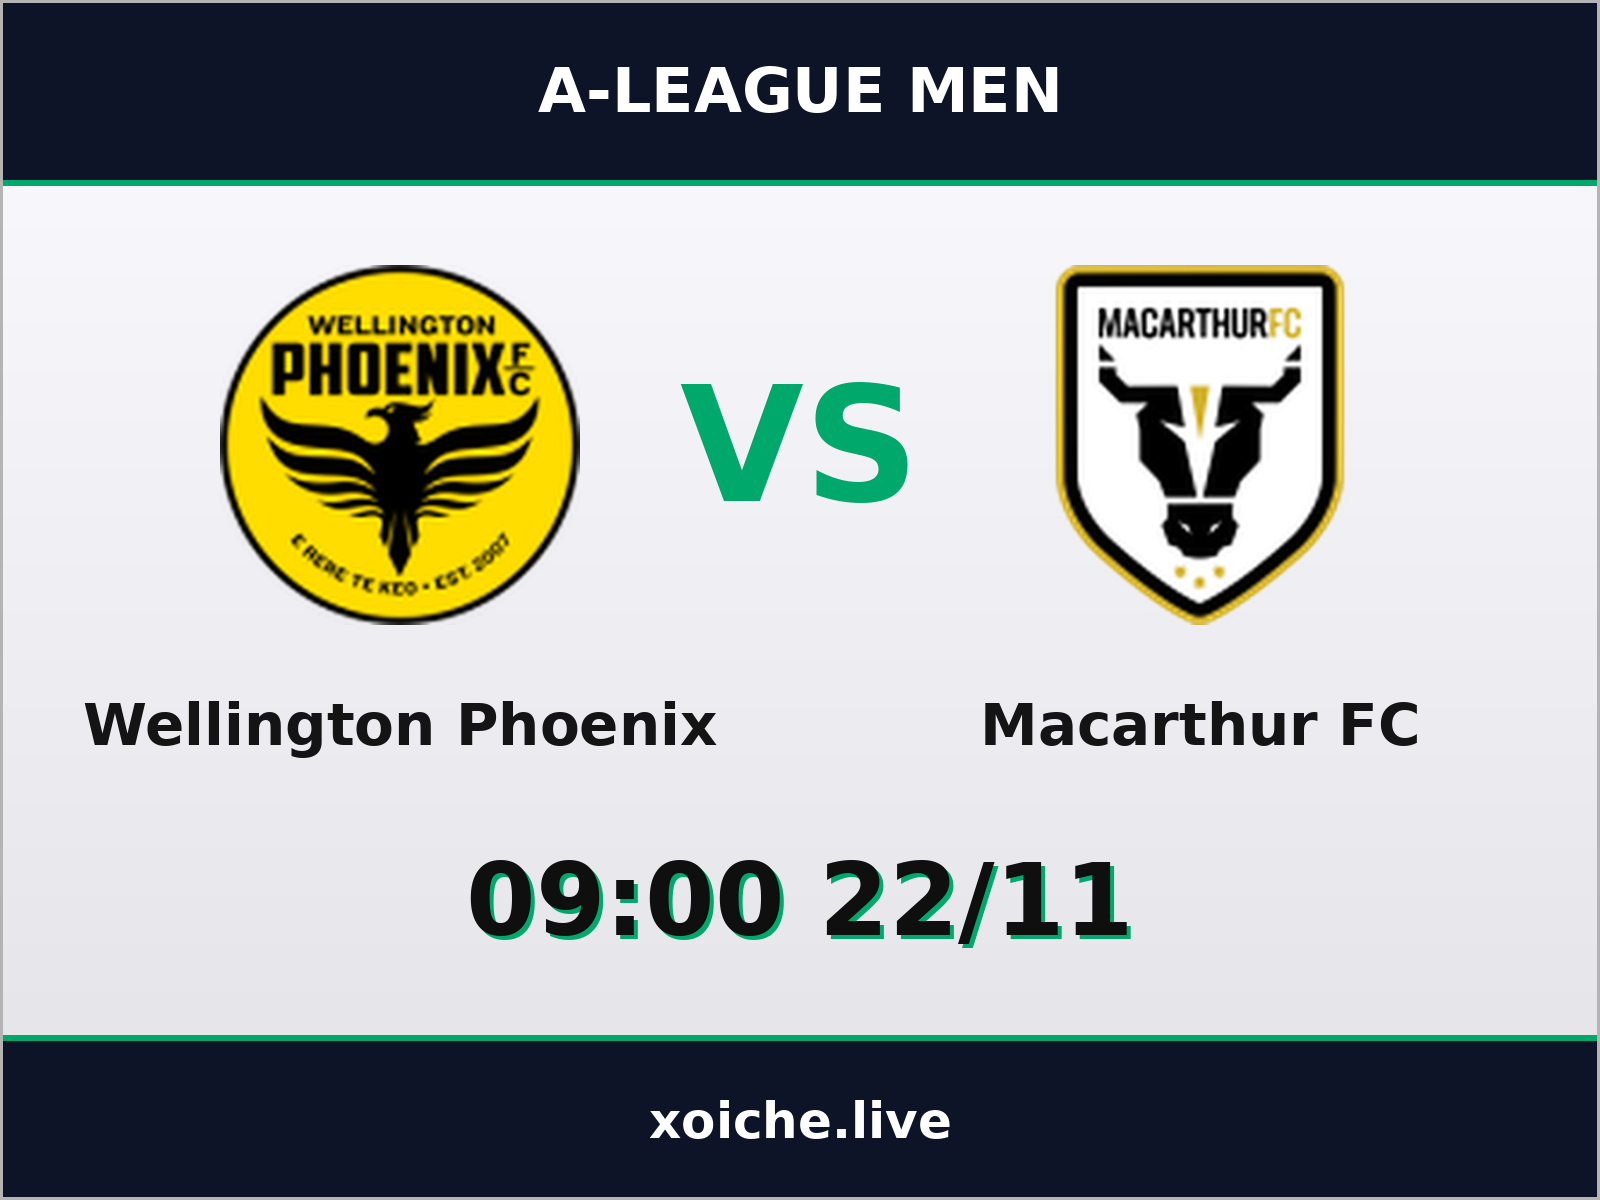 A-LEAGUE MEN
WELLINGTON
PHOENIX FC
E RERE TE KEO • EST. 2007
VS
MACARTHURFC
Wellington Phoenix
Macarthur FC
09:00 22/11
xoiche.live